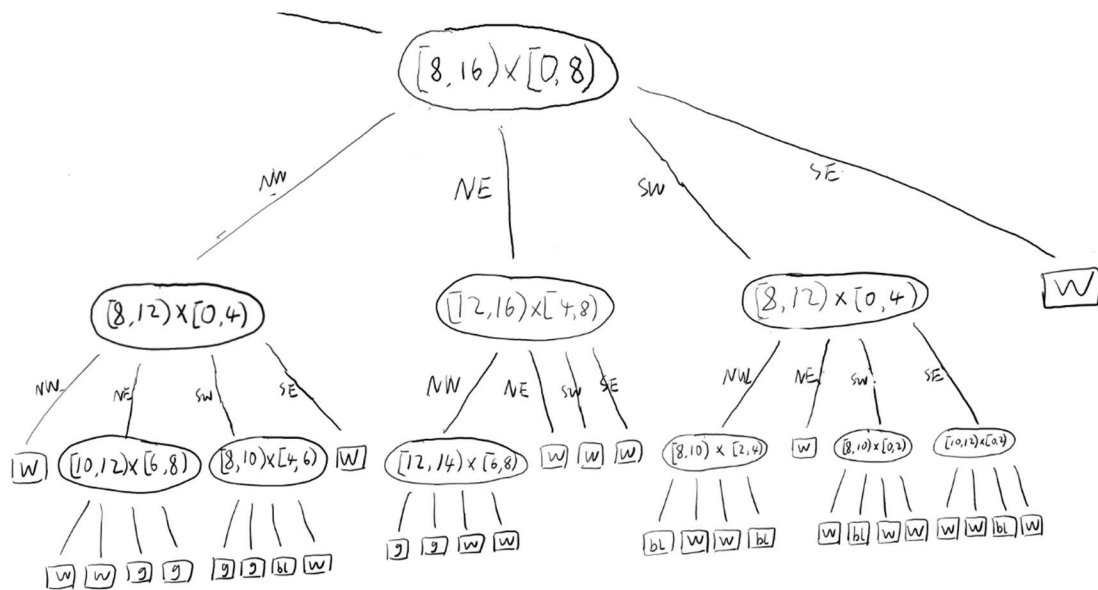 [8,16)x[0,8)
NW NE SW SE
[8,12)x[0,4) [12,16)x[4,8) [8,12)x[0,4) W
NW NE SW SE NW NE SW SE NW NE SW SE
W [10,12)x[6,8) [8,10)x[4,6) W [12,14)x[6,8) W W W [8,10)x[2,4) W [8,10)x[0,2) [10,12)x[0,2)
W W g g g g bl W g g W W bl W W bl W bl W W W W bl W